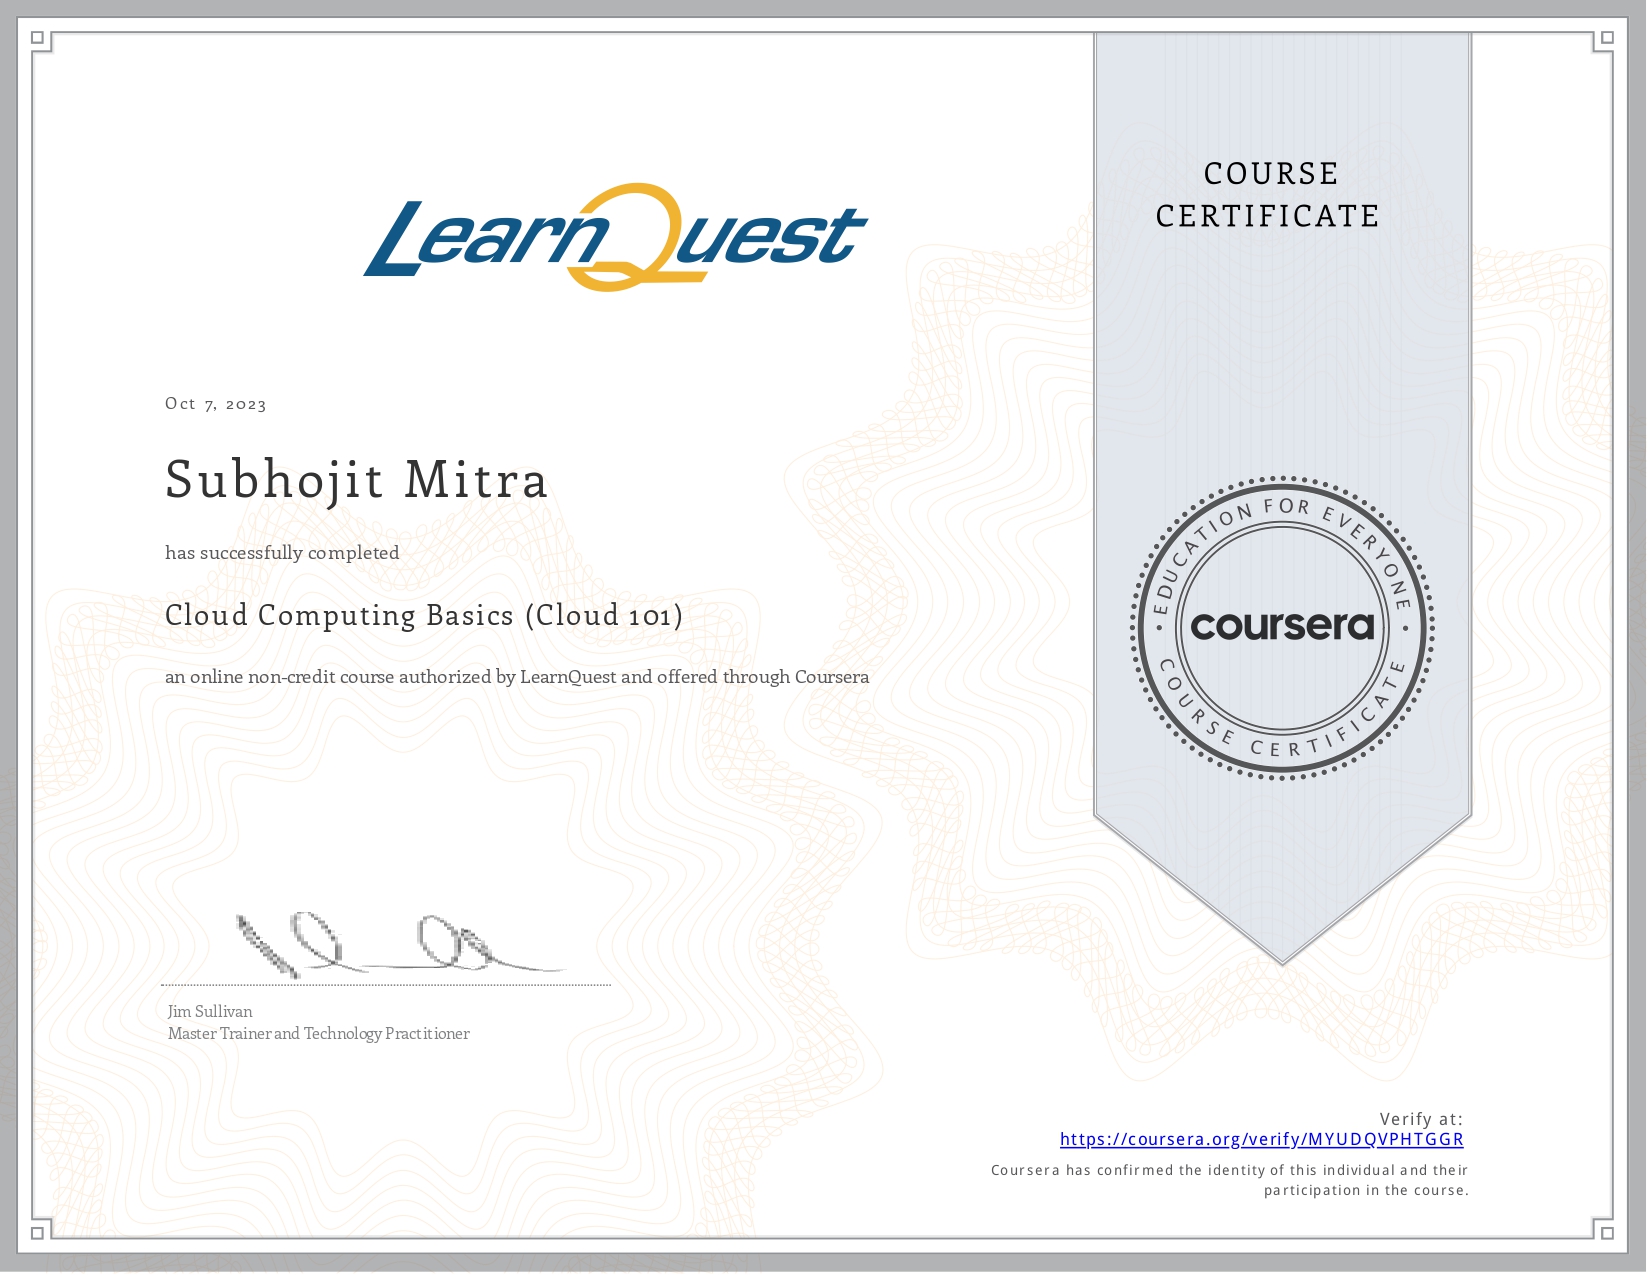 LearnQuest
COURSE
CERTIFICATE
Oct 7, 2023
Subhojit Mitra
has successfully completed
Cloud Computing Basics (Cloud 101)
an online non-credit course authorized by LearnQuest and offered through Coursera
EDUCATION FOR EVERYONE
coursera
COURSE CERTIFICATE
Jim Sullivan
Master Trainer and Technology Practitioner
Verify at:
https://coursera.org/verify/MYUDQVPHTGGR
Coursera has confirmed the identity of this individual and their
participation in the course.